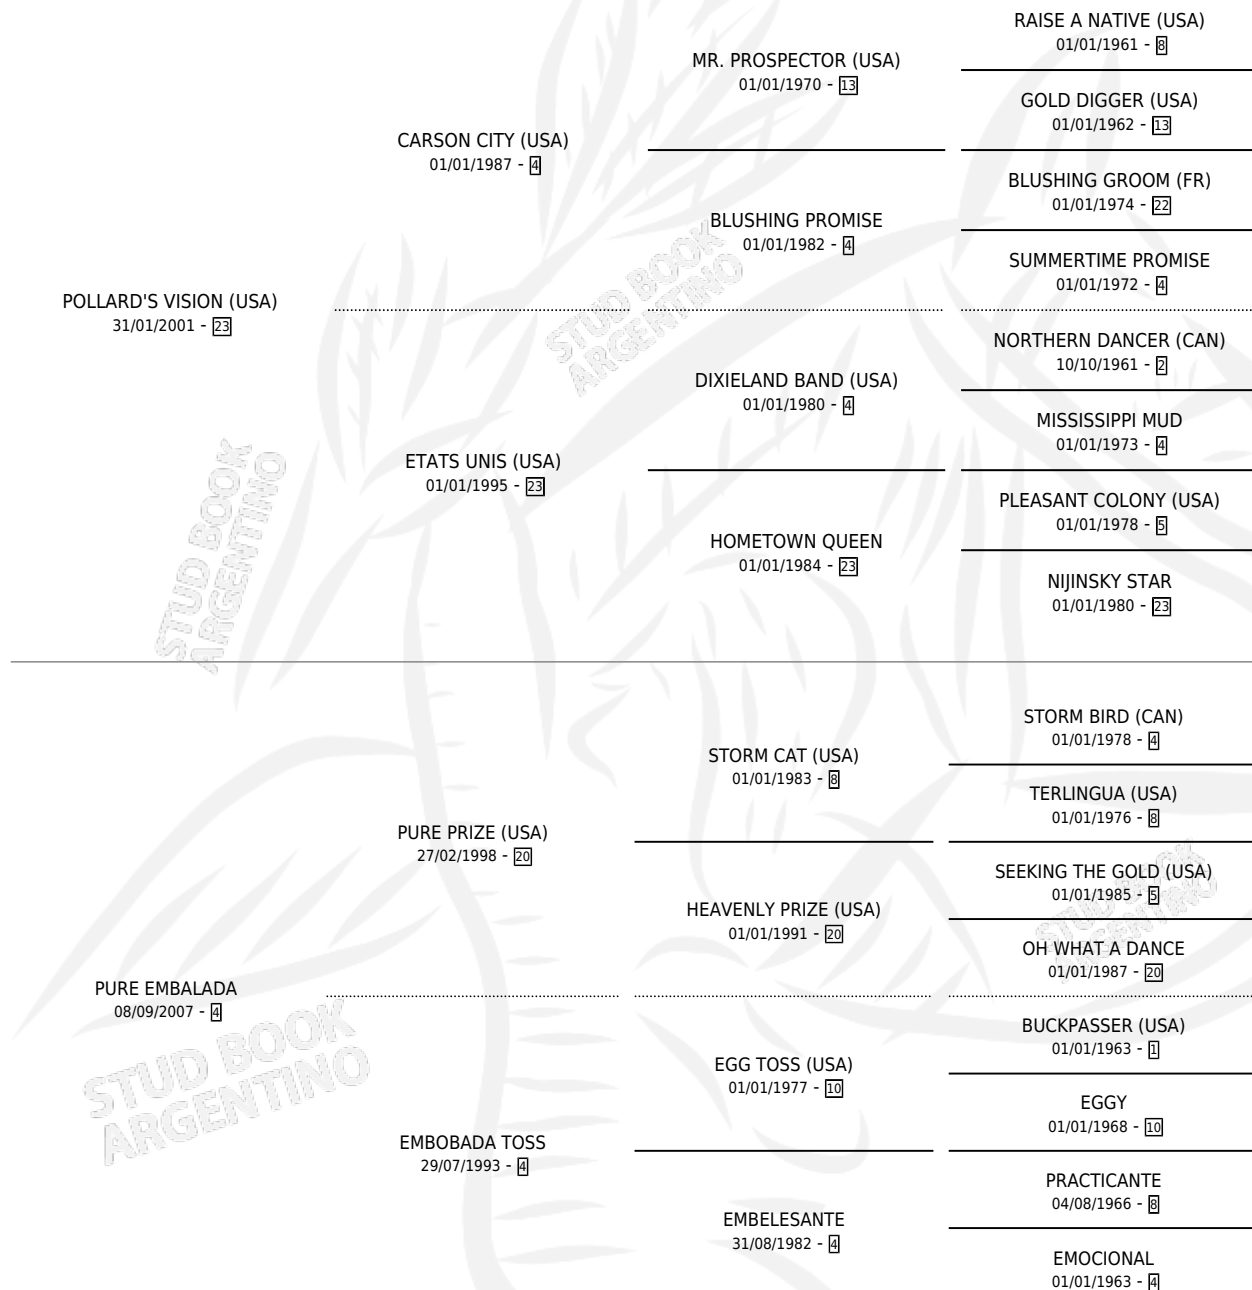 RAISE A NATIVE (USA)
01/01/1961 - 8
MR. PROSPECTOR (USA)
01/01/1970 - 13
GOLD DIGGER (USA)
01/01/1962 - 13
CARSON CITY (USA)
01/01/1987 - 4
BLUSHING GROOM (FR)
01/01/1974 - 22
BLUSHING PROMISE
01/01/1982 - 4
SUMMERTIME PROMISE
01/01/1972 - 4
POLLARD'S VISION (USA)
31/01/2001 - 23
STUD BOOK
ARGENTINO
NORTHERN DANCER (CAN)
10/10/1961 - 2
DIXIELAND BAND (USA)
01/01/1980 - 4
MISSISSIPPI MUD
01/01/1973 - 4
ETATS UNIS (USA)
01/01/1995 - 23
PLEASANT COLONY (USA)
01/01/1978 - 5
HOMETOWN QUEEN
01/01/1984 - 23
NIJINSKY STAR
01/01/1980 - 23
STUD BOOK
ARGENTINO
STORM BIRD (CAN)
01/01/1978 - 4
STORM CAT (USA)
01/01/1983 - 8
TERLINGUA (USA)
01/01/1976 - 8
PURE PRIZE (USA)
27/02/1998 - 20
SEEKING THE GOLD (USA)
01/01/1985 - 5
HEAVENLY PRIZE (USA)
01/01/1991 - 20
STUD BOOK
ARGENTINO
OH WHAT A DANCE
01/01/1987 - 20
PURE EMBALADA
08/09/2007 - 4
STUD BOOK
ARGENTINO
BUCKPASSER (USA)
01/01/1963 - 1
EGG TOSS (USA)
01/01/1977 - 10
EGGY
01/01/1968 - 10
EMBOBADA TOSS
29/07/1993 - 4
PRACTICANTE
04/08/1966 - 8
EMBELESANTE
31/08/1982 - 4
EMOCIONAL
01/01/1963 - 4